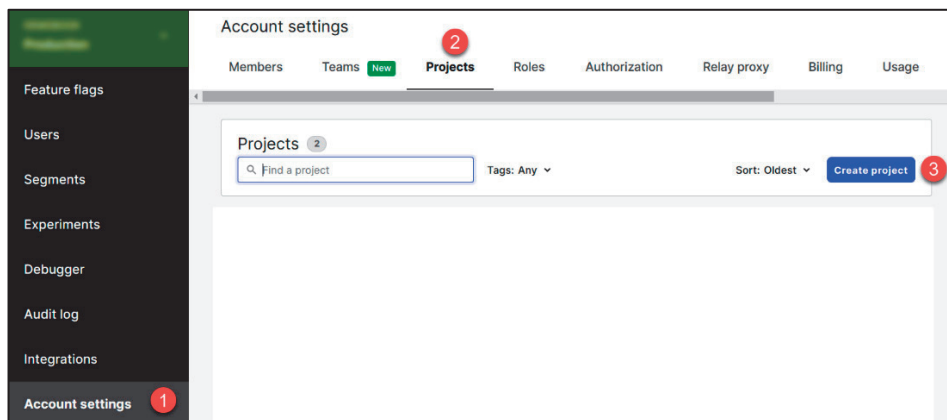 Production
Account settings
2
Members Teams New Projects Roles Authorization Relay proxy Billing Usage
Feature flags
Users
Segments
Experiments
Debugger
Audit log
Integrations
Account settings 1
Projects 2
Find a project Tags: Any Sort: Oldest Create project 3